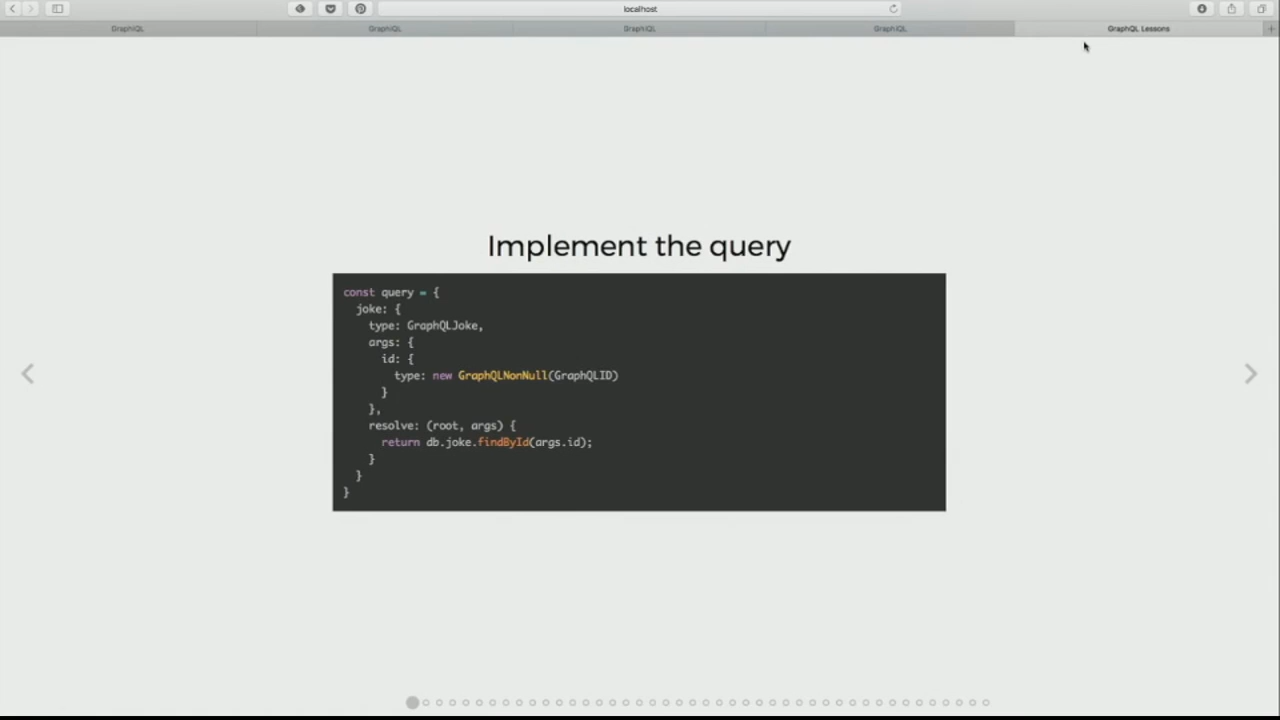 localhost
GraphiQL
GraphiQL
GraphiQL
GraphiQL
GraphQL Lessons
Implement the query
const query = {
  joke: {
    type: GraphQLJoke,
    args: {
      id: {
        type: new GraphQLNonNull(GraphQLID)
      }
    },
    resolve: (root, args) {
      return db.joke.findById(args.id);
    }
  }
}